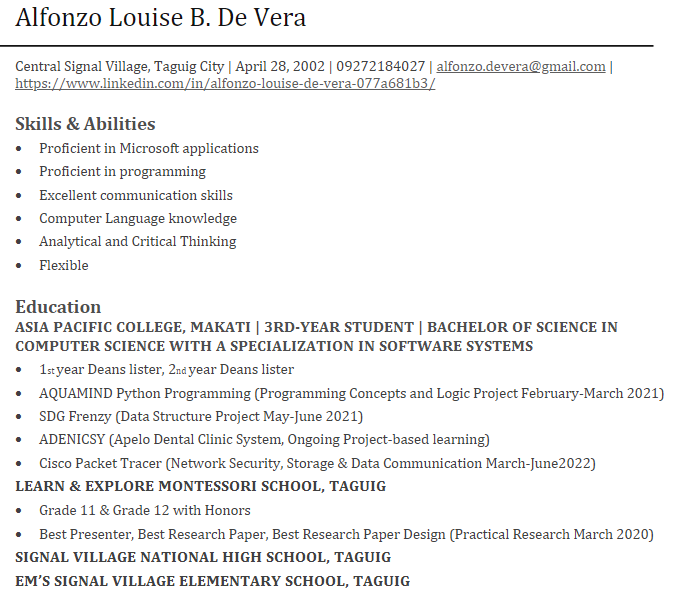 Alfonzo Louise B. De Vera
Central Signal Village, Taguig City | April 28, 2002 | 09272184027 | alfonzo.devera@gmail.com |
https://www.linkedin.com/in/alfonzo-louise-de-vera-077a681b3/
Skills & Abilities
• Proficient in Microsoft applications
• Proficient in programming
• Excellent communication skills
• Computer Language knowledge
• Analytical and Critical Thinking
• Flexible
Education
ASIA PACIFIC COLLEGE, MAKATI | 3RD-YEAR STUDENT | BACHELOR OF SCIENCE IN
COMPUTER SCIENCE WITH A SPECIALIZATION IN SOFTWARE SYSTEMS
• 1st year Deans lister, 2nd year Deans lister
• AQUAMIND Python Programming (Programming Concepts and Logic Project February-March 2021)
• SDG Frenzy (Data Structure Project May-June 2021)
• ADENICSY (Apelo Dental Clinic System, Ongoing Project-based learning)
• Cisco Packet Tracer (Network Security, Storage & Data Communication March-June2022)
LEARN & EXPLORE MONTESSORI SCHOOL, TAGUIG
• Grade 11 & Grade 12 with Honors
• Best Presenter, Best Research Paper, Best Research Paper Design (Practical Research March 2020)
SIGNAL VILLAGE NATIONAL HIGH SCHOOL, TAGUIG
EM’S SIGNAL VILLAGE ELEMENTARY SCHOOL, TAGUIG